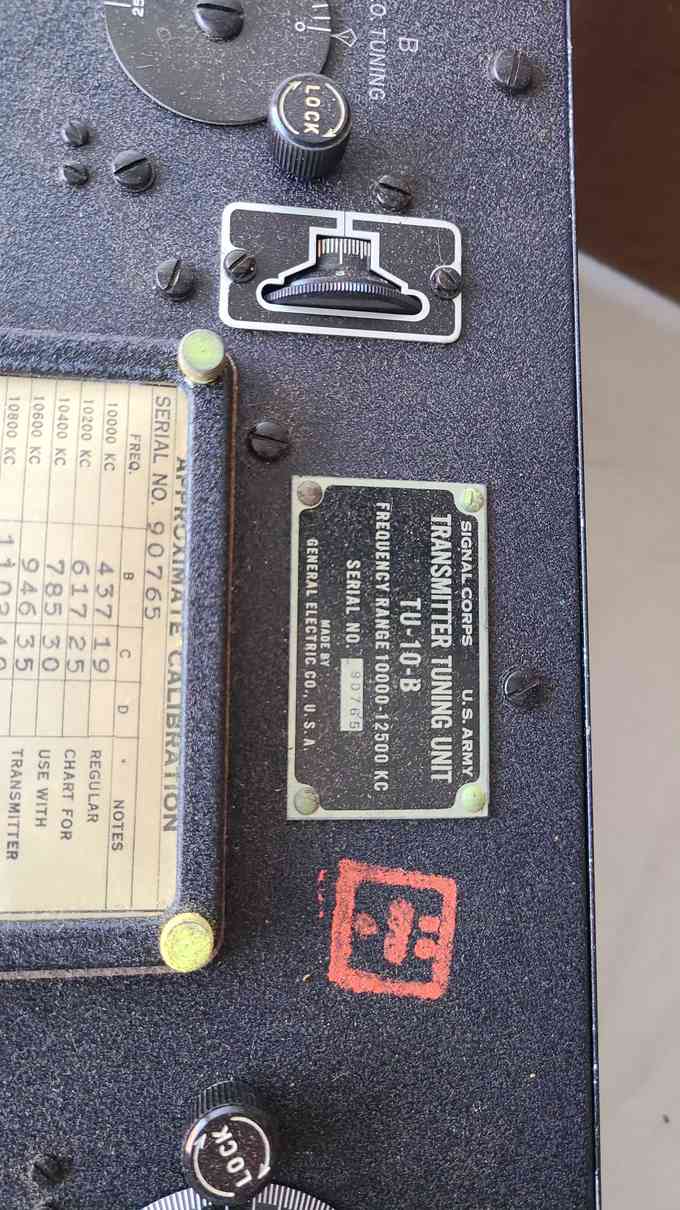 B
O. TUNING
25
0
LOCK
SIGNAL CORPS U.S. ARMY
TRANSMITTER TUNING UNIT
TU-10-B
FREQUENCY RANGE 10000-12500 KC
SERIAL NO. 90765
MADE BY
GENERAL ELECTRIC CO., U.S.A.
APPROXIMATE CALIBRATION
SERIAL NO. 90765
FREQ. B C D NOTES
10000 KC 437 19 REGULAR
10200 KC 617 25 CHART FOR
10400 KC 785 30 USE WITH
10600 KC 946 35 TRANSMITTER
10800 KC
LOCK